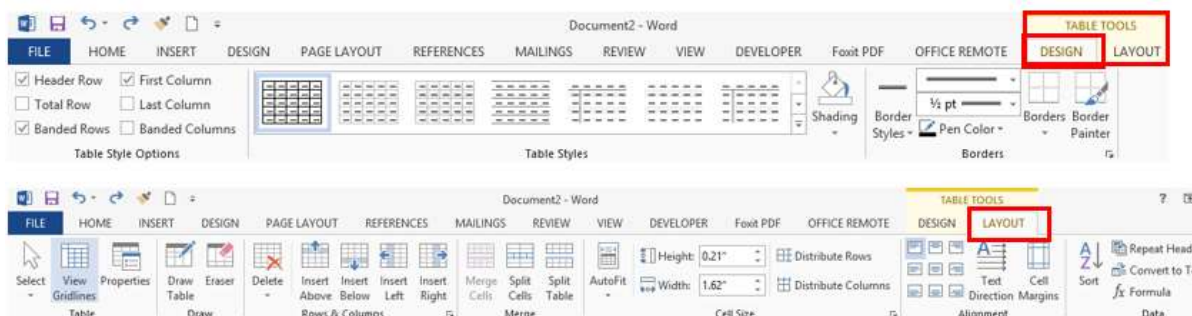 Document2 - Word
TABLE TOOLS
FILE HOME INSERT DESIGN PAGE LAYOUT REFERENCES MAILINGS REVIEW VIEW DEVELOPER Foxit PDF OFFICE REMOTE DESIGN LAYOUT
Header Row First Column
Total Row Last Column
Banded Rows Banded Columns
Table Style Options
Table Styles
Shading
Border Styles
½ pt
Pen Color
Borders
Border Painter
Borders
Document2 - Word
TABLE TOOLS
?
FILE HOME INSERT DESIGN PAGE LAYOUT REFERENCES MAILINGS REVIEW VIEW DEVELOPER Foxit PDF OFFICE REMOTE DESIGN LAYOUT
Select
View Gridlines
Properties
Table
Draw Table
Eraser
Draw
Delete
Insert Above
Insert Below
Insert Left
Insert Right
Rows & Columns
Merge Cells
Split Cells
Split Table
Merge
AutoFit
Height: 0.21"
Width: 1.62"
Distribute Rows
Distribute Columns
Cell Size
Text Direction
Cell Margins
Alignment
A
Z
Sort
Repeat Head
Convert to T
fx Formula
Data